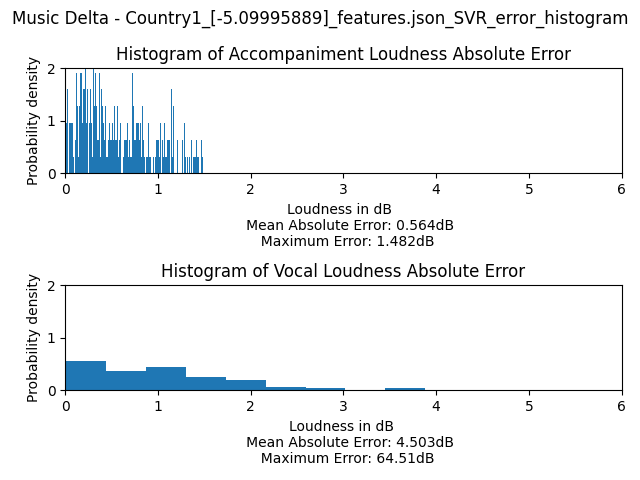 Music Delta - Country1_[-5.09995889]_features.json_SVR_error_histogram
Histogram of Accompaniment Loudness Absolute Error
Probability density
2
1
0
0 1 2 3 4 5 6
Loudness in dB
Mean Absolute Error: 0.564dB
Maximum Error: 1.482dB
Histogram of Vocal Loudness Absolute Error
Probability density
2
1
0
0 1 2 3 4 5 6
Loudness in dB
Mean Absolute Error: 4.503dB
Maximum Error: 64.51dB